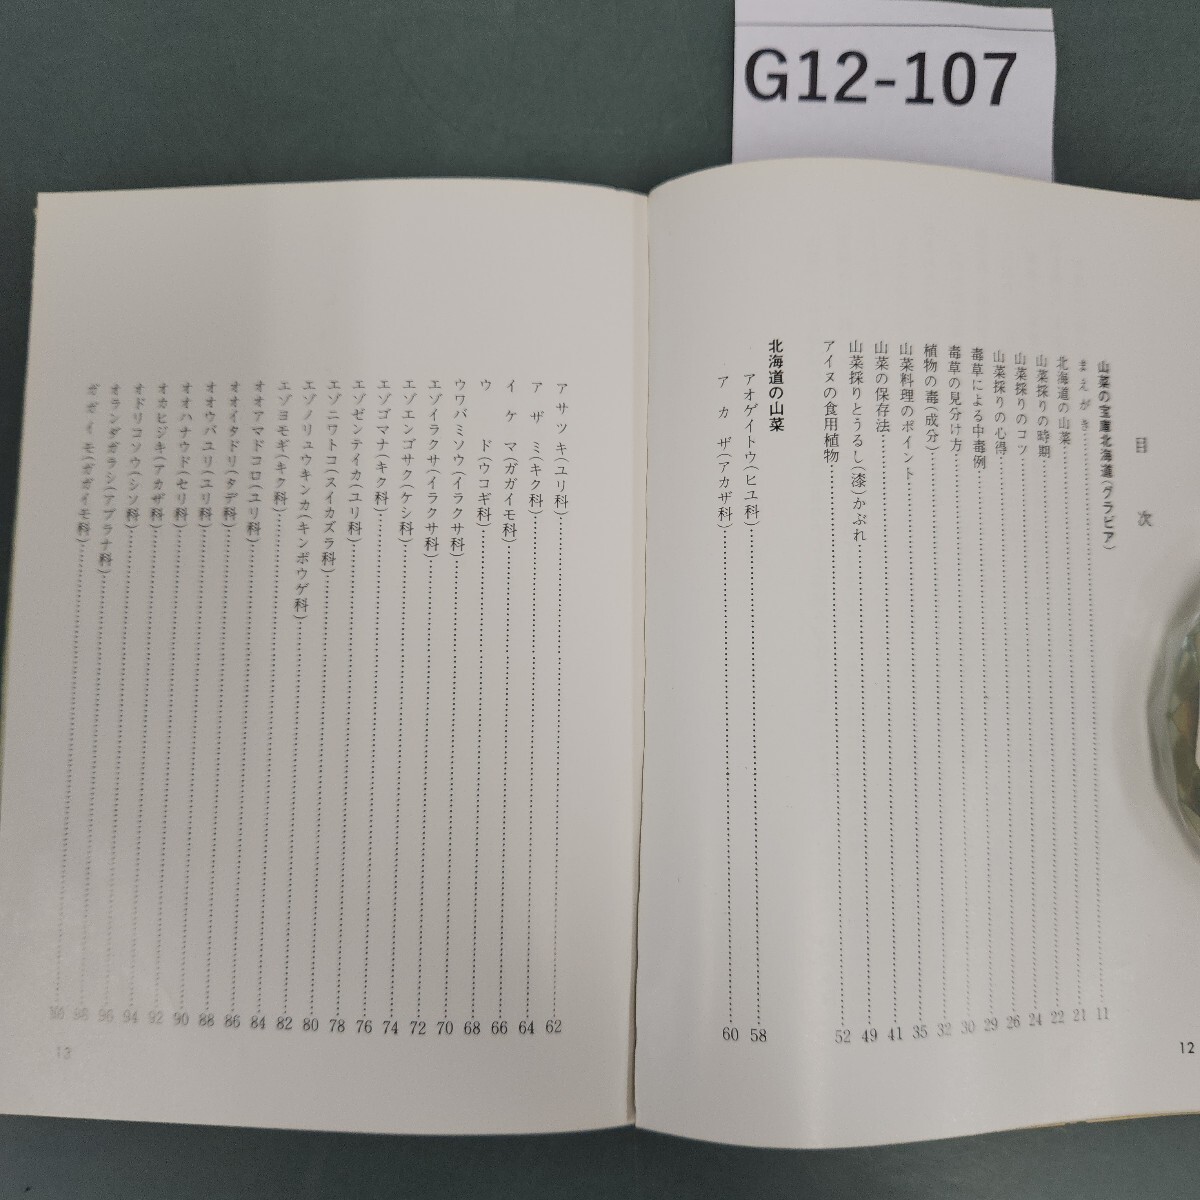 G12-107
目次
山菜の宝庫北海道(グラビア)
まえがき……11
北海道の山菜……21
山菜採りの時期……22
山菜採りのコツ……24
山菜採りの心得……26
毒草による中毒例……29
毒草の見分け方……30
植物の毒(成分)……32
山菜料理のポイント……35
山菜の保存法……41
山菜採りとうるし(漆)かぶれ……49
アイヌの食用植物……52
北海道の山菜
アオゲイトウ(ヒユ科)……58
アカザ(アカザ科)……60
12
アサツキ(ユリ科)……62
アザミ(キク科)……64
イケマ(ガガイモ科)……66
ウド(ウコギ科)……68
ウワバミソウ(イラクサ科)……70
エゾイラクサ(イラクサ科)……72
エゾエンゴサク(ケシ科)……74
エゾゴマナ(キク科)……76
エゾゼンテイカ(ユリ科)……78
エゾニワトコ(スイカズラ科)……80
エゾノリュウキンカ(キンポウゲ科)……82
エゾヨモギ(キク科)……84
オオアマドコロ(ユリ科)……86
オオイタドリ(タデ科)……88
オオウバユリ(ユリ科)……90
オオハナウド(セリ科)……92
オカヒジキ(アカザ科)……94
オドリコソウ(シソ科)……96
オランダガラシ(アブラナ科)……98
ガガイモ(ガガイモ科)……
13